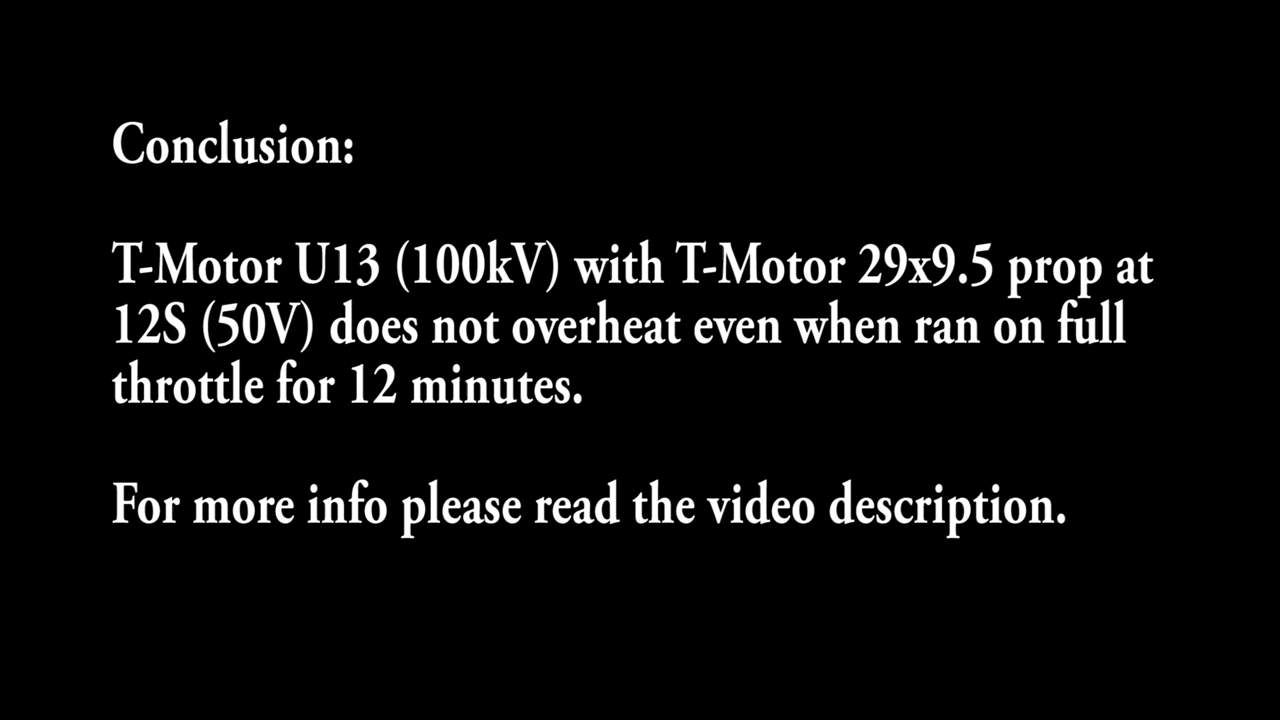 Conclusion:
T-Motor U13 (100kV) with T-Motor 29x9.5 prop at
12S (50V) does not overheat even when ran on full
throttle for 12 minutes.
For more info please read the video description.